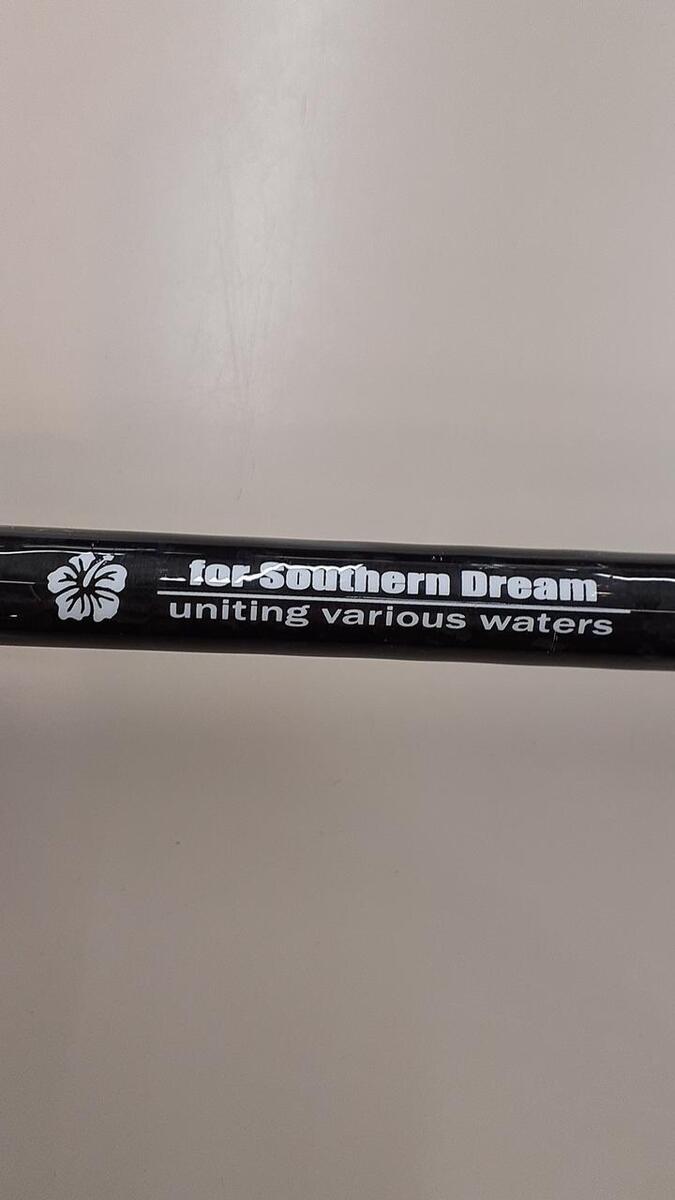 for Southern Dream
uniting various waters